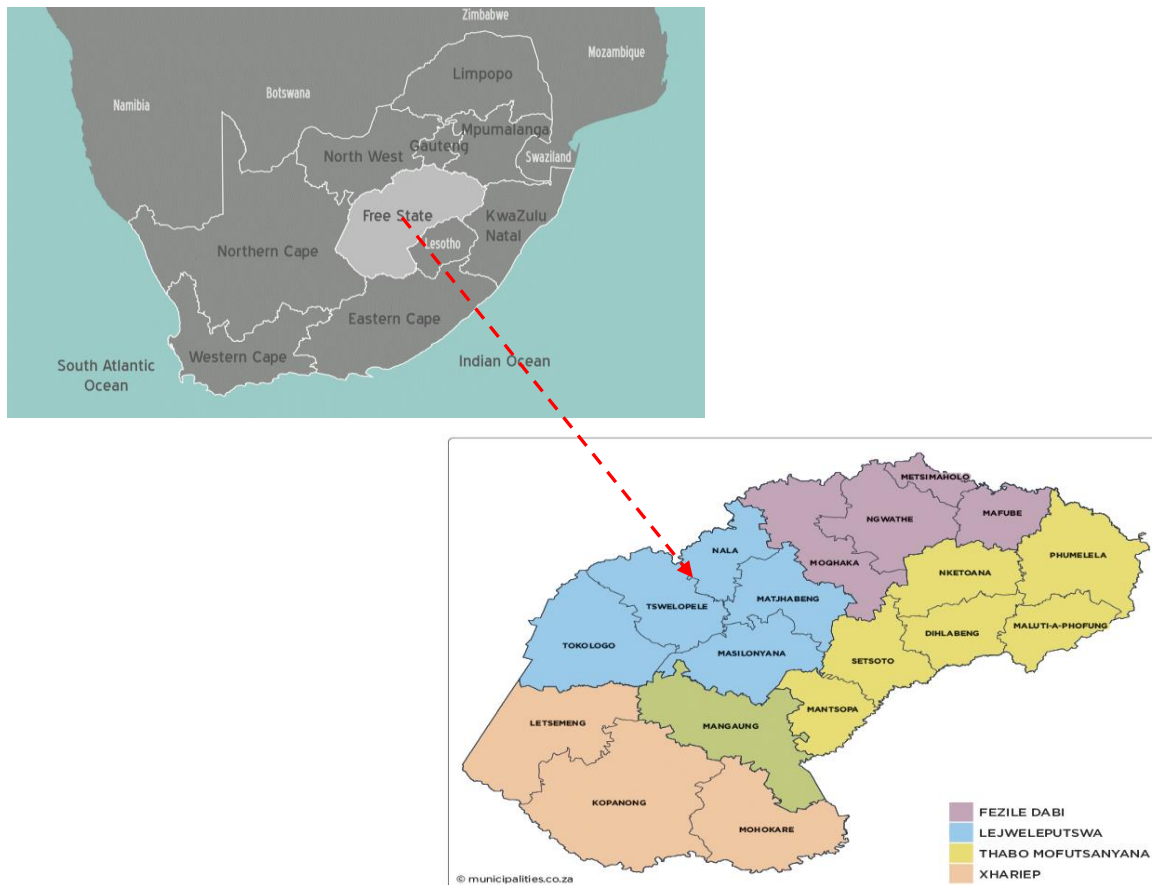 Zimbabwe
Mozambique
Limpopo
Botswana
Namibia
Mpumalanga
Gauteng
North West
Swaziland
Free State
KwaZulu
Natal
Lesotho
Northern Cape
Eastern Cape
Western Cape
Indian Ocean
South Atlantic
Ocean
METSIMAHOLO
NGWATHE
MAFUBE
NALA
PHUMELELA
MOQHAKA
NKETOANA
MATJHABENG
TSWELOPELE
MALUTI-A-PHOFUNG
DIHLABENG
TOKOLOGO
MASILONYANA
SETSOTO
MANTSOPA
LETSEMENG
MANGAUNG
KOPANONG
MOHOKARE
FEZILE DABI
LEJWELEPUTSWA
THABO MOFUTSANYANA
XHARIEP
© municipalities.co.za